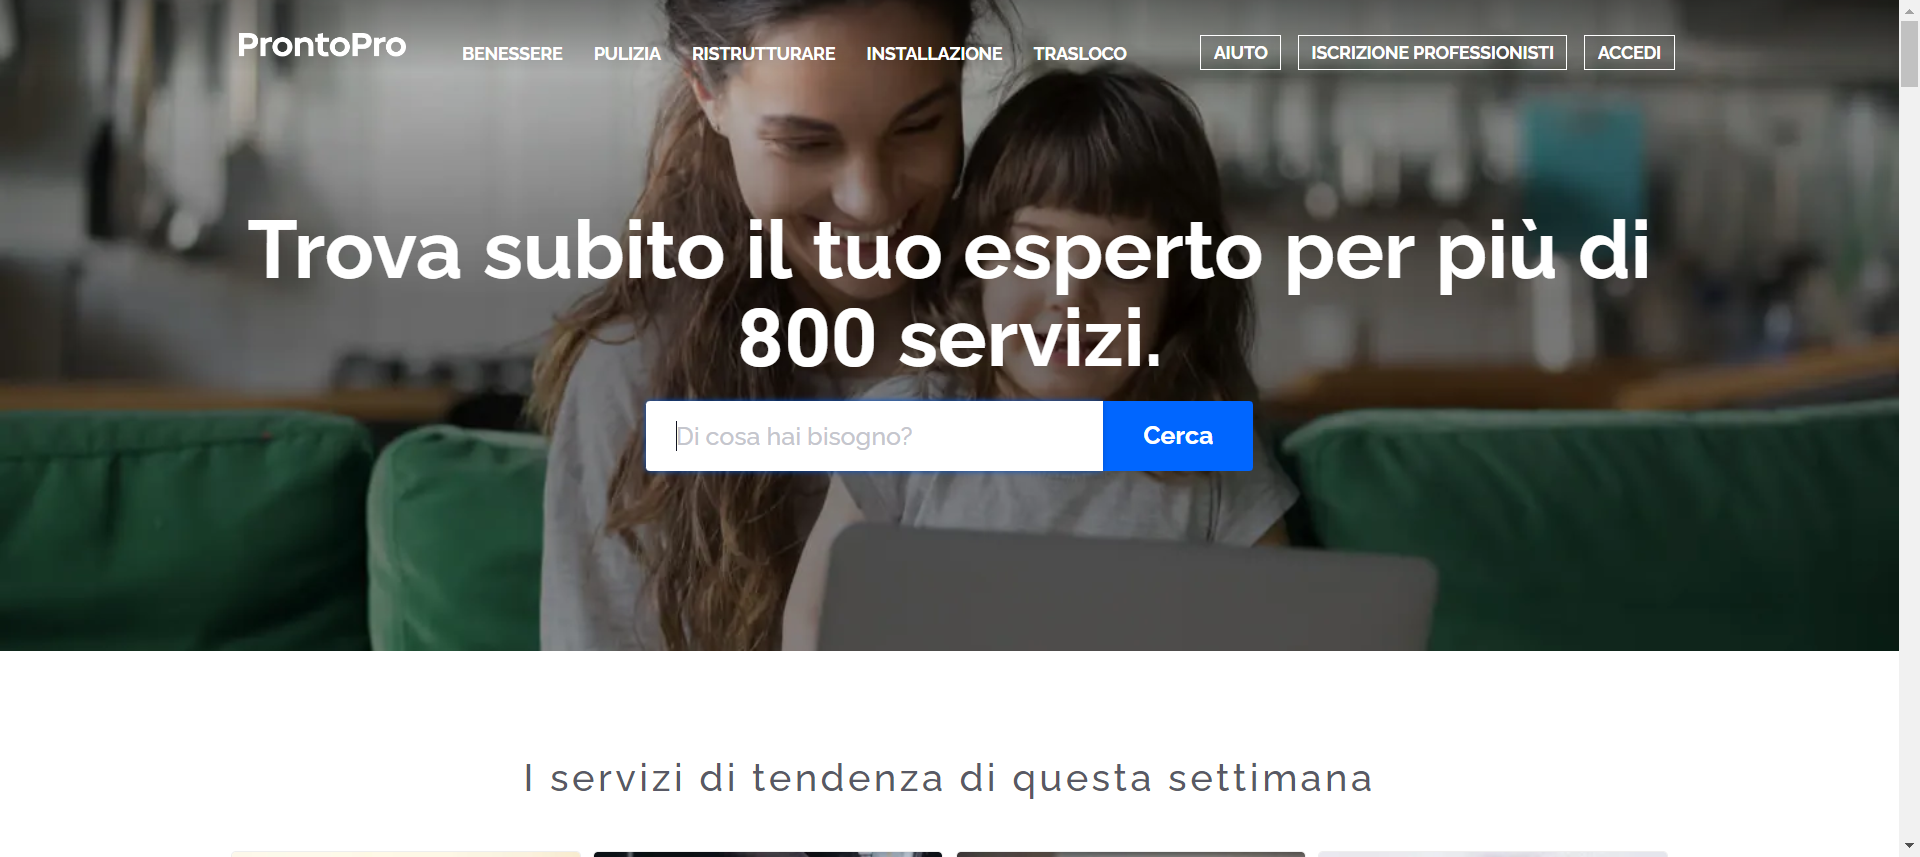 ProntoPro
BENESSERE PULIZIA RISTRUTTURARE INSTALLAZIONE TRASLOCO
AIUTO ISCRIZIONE PROFESSIONISTI ACCEDI
Trova subito il tuo esperto per più di
800 servizi.
Di cosa hai bisogno? Cerca
I servizi di tendenza di questa settimana